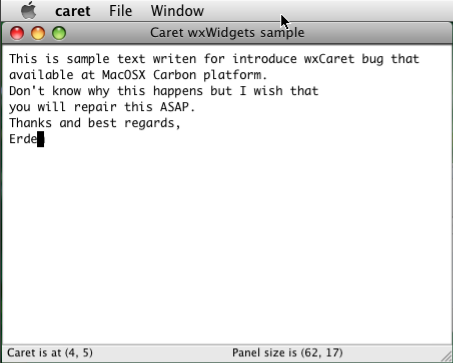 caret File Window
Caret wxWidgets sample
This is sample text writen for introduce wxCaret bug that
available at MacOSX Carbon platform.
Don't know why this happens but I wish that
you will repair this ASAP.
Thanks and best regards,
Erde
Caret is at (4, 5) Panel size is (62, 17)